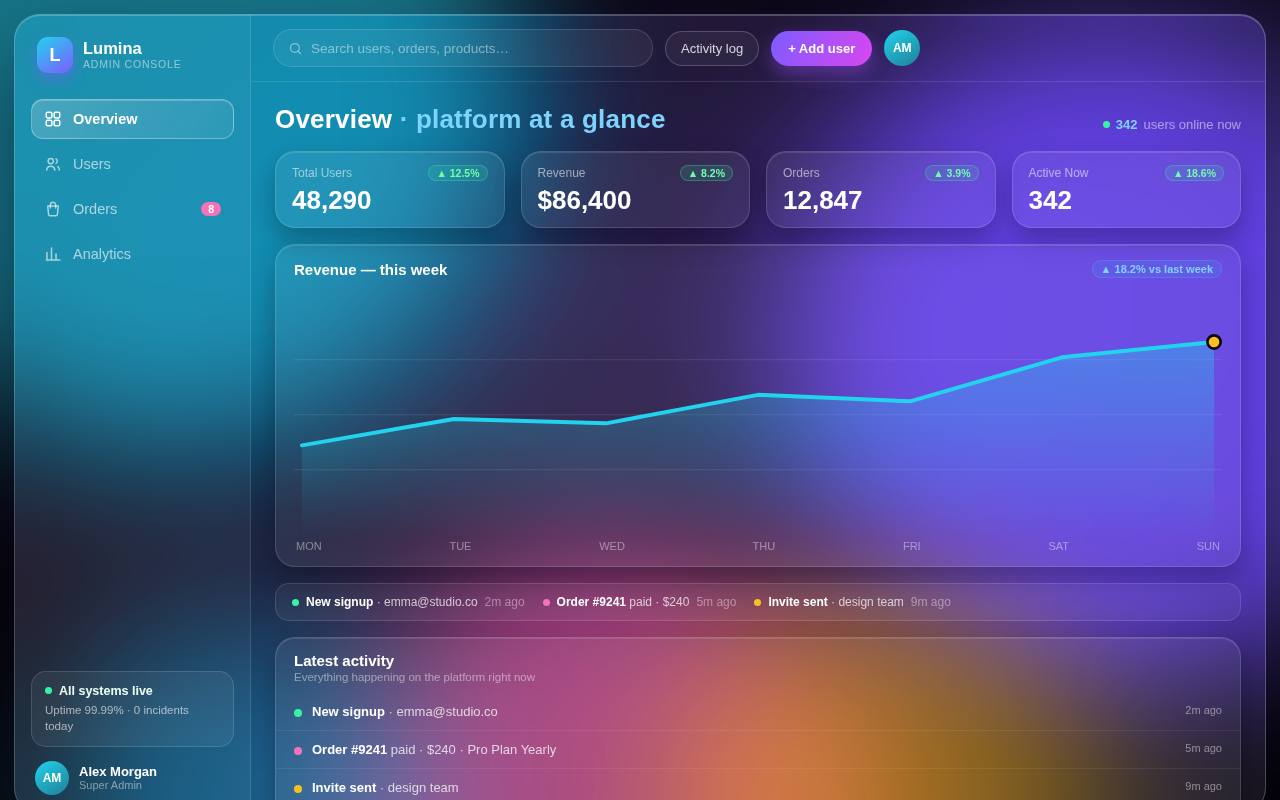 L
Lumina
ADMIN CONSOLE
Overview
Users
Orders 8
Analytics
All systems live
Uptime 99.99% · 0 incidents
today
AM
Alex Morgan
Super Admin
Search users, orders, products…
Activity log
+ Add user
AM
Overview · platform at a glance
342 users online now
Total Users ▲ 12.5%
48,290
Revenue ▲ 8.2%
$86,400
Orders ▲ 3.9%
12,847
Active Now ▲ 18.6%
342
Revenue — this week
▲ 18.2% vs last week
MON TUE WED THU FRI SAT SUN
New signup · emma@studio.co 2m ago Order #9241 paid · $240 5m ago Invite sent · design team 9m ago
Latest activity
Everything happening on the platform right now
New signup · emma@studio.co 2m ago
Order #9241 paid · $240 · Pro Plan Yearly 5m ago
Invite sent · design team 9m ago